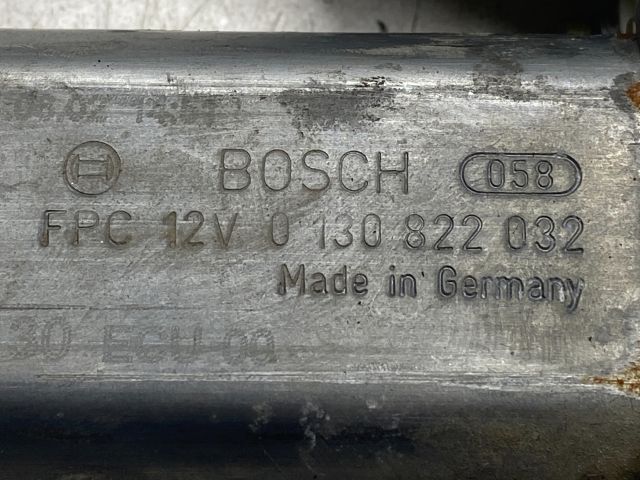 BOSCH 058
FPC 12V 0 130 822 032
Made in Germany